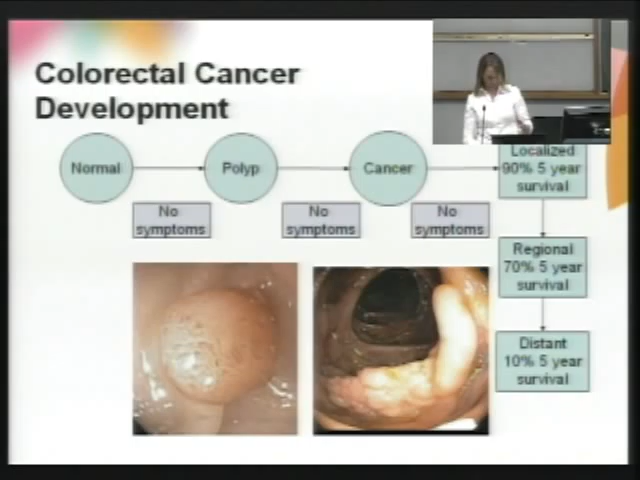 Colorectal Cancer
Development
Normal
Polyp
Cancer
Localized
90% 5 year
survival
No
symptoms
No
symptoms
No
symptoms
Regional
70% 5 year
survival
Distant
10% 5 year
survival